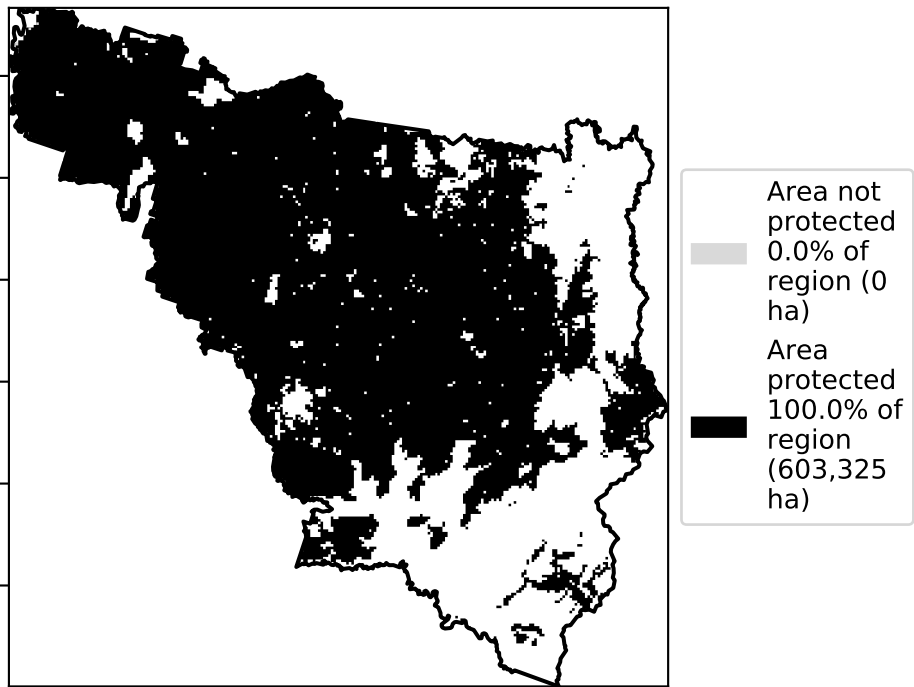 Area not
protected
0.0% of
region (0
ha)
Area
protected
100.0% of
region
(603,325
ha)